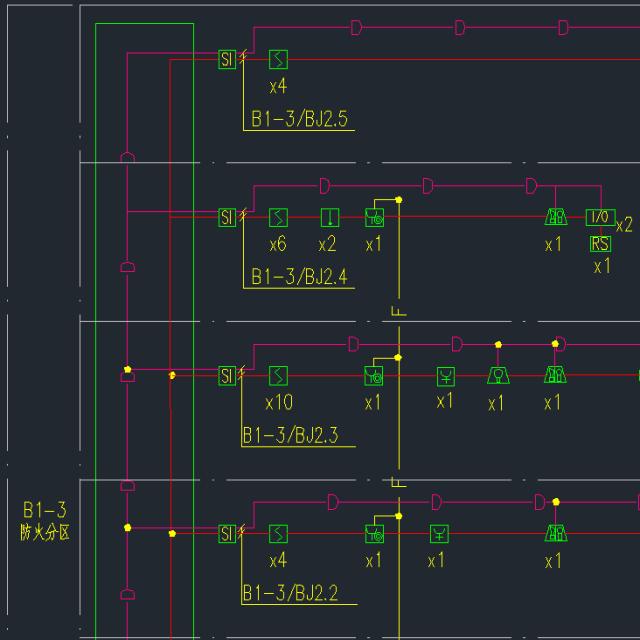 SI
x4
B1-3/BJ2.5
SI
I/O
x2
x6
x2
x1
x1
RS
x1
B1-3/BJ2.4
F
SI
x10
x1
x1
x1
x1
B1-3/BJ2.3
F
B1-3
防火分区
SI
x4
x1
x1
x1
B1-3/BJ2.2